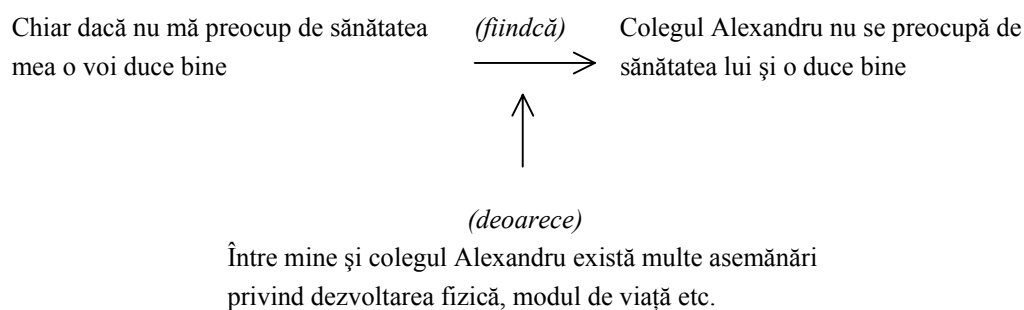 Chiar dacă nu mă preocup de sănătatea
mea o voi duce bine
(fiindcă)
Colegul Alexandru nu se preocupă de
sănătatea lui şi o duce bine
(deoarece)
Între mine şi colegul Alexandru există multe asemănări
privind dezvoltarea fizică, modul de viaţă etc.